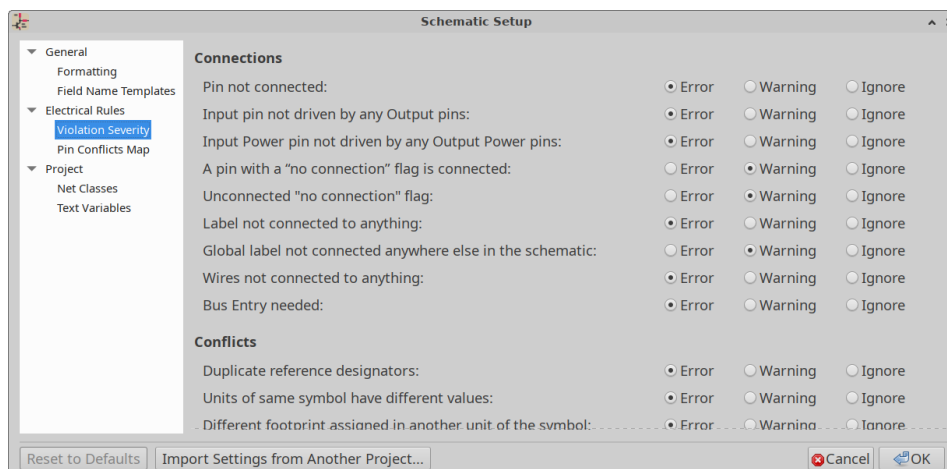 Schematic Setup
General
Formatting
Field Name Templates
Electrical Rules
Violation Severity
Pin Conflicts Map
Project
Net Classes
Text Variables
Connections
Pin not connected: Error Warning Ignore
Input pin not driven by any Output pins: Error Warning Ignore
Input Power pin not driven by any Output Power pins: Error Warning Ignore
A pin with a “no connection” flag is connected: Error Warning Ignore
Unconnected "no connection" flag: Error Warning Ignore
Label not connected to anything: Error Warning Ignore
Global label not connected anywhere else in the schematic: Error Warning Ignore
Wires not connected to anything: Error Warning Ignore
Bus Entry needed: Error Warning Ignore
Conflicts
Duplicate reference designators: Error Warning Ignore
Units of same symbol have different values: Error Warning Ignore
Different footprint assigned in another unit of the symbol: Error Warning Ignore
Reset to Defaults Import Settings from Another Project... Cancel OK